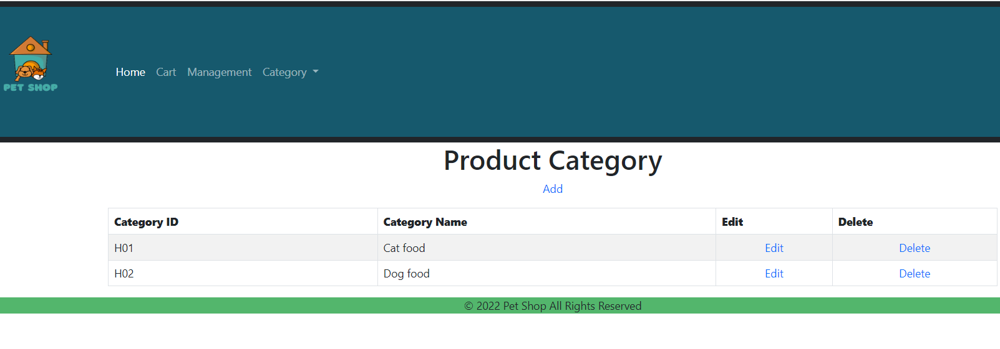 PET SHOP
Home Cart Management Category
Product Category
Add
Category ID Category Name Edit Delete
H01 Cat food Edit Delete
H02 Dog food Edit Delete
© 2022 Pet Shop All Rights Reserved